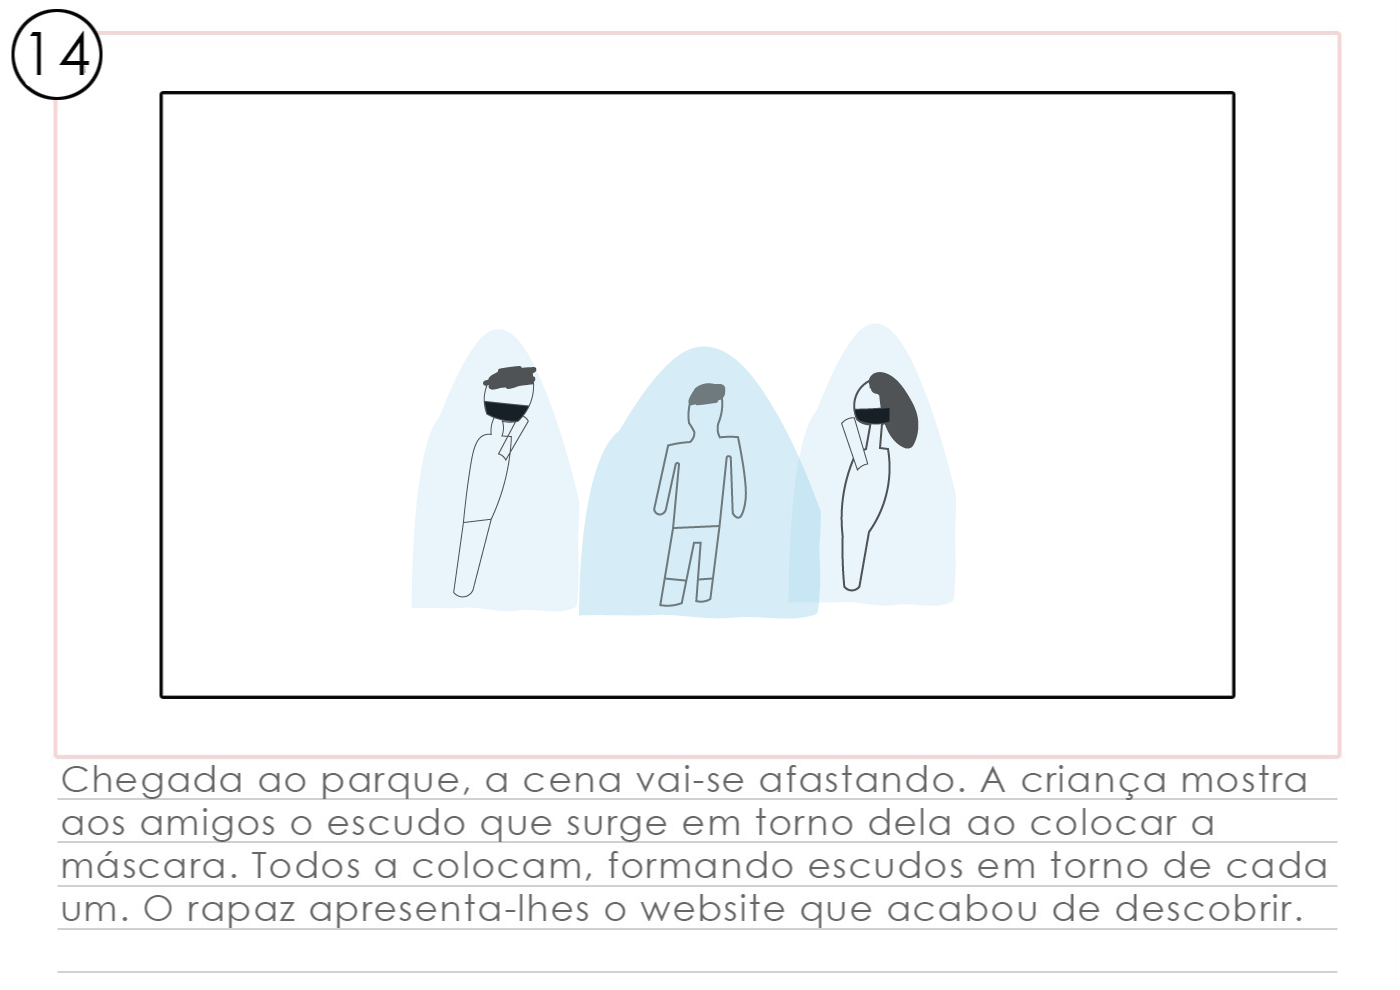 14
Chegada ao parque, a cena vai-se afastando. A criança mostra
aos amigos o escudo que surge em torno dela ao colocar a
máscara. Todos a colocam, formando escudos em torno de cada
um. O rapaz apresenta-lhes o website que acabou de descobrir.